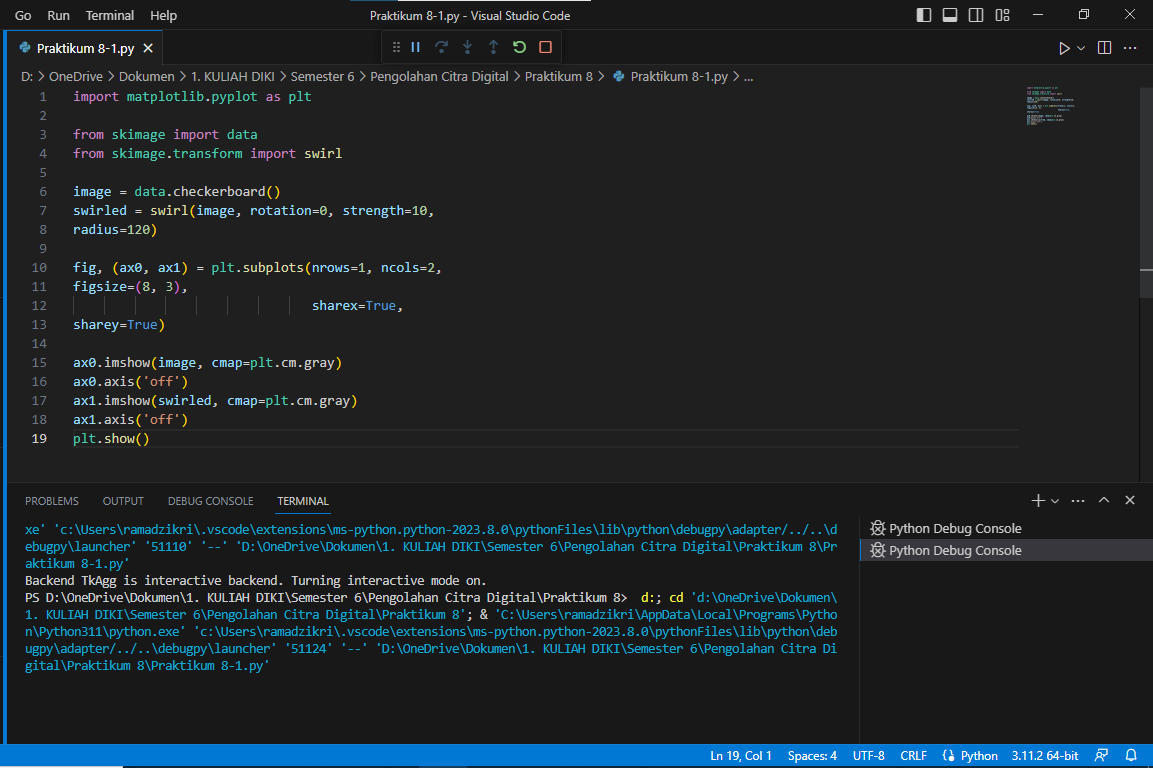 Go Run Terminal Help Praktikum 8-1.py - Visual Studio Code
Praktikum 8-1.py
D: > OneDrive > Dokumen > 1. KULIAH DIKI > Semester 6 > Pengolahan Citra Digital > Praktikum 8 > Praktikum 8-1.py > ...
1 import matplotlib.pyplot as plt
2
3 from skimage import data
4 from skimage.transform import swirl
5
6 image = data.checkerboard()
7 swirled = swirl(image, rotation=0, strength=10,
8 radius=120)
9
10 fig, (ax0, ax1) = plt.subplots(nrows=1, ncols=2,
11 figsize=(8, 3),
12 sharex=True,
13 sharey=True)
14
15 ax0.imshow(image, cmap=plt.cm.gray)
16 ax0.axis('off')
17 ax1.imshow(swirled, cmap=plt.cm.gray)
18 ax1.axis('off')
19 plt.show()
PROBLEMS OUTPUT DEBUG CONSOLE TERMINAL
xe' 'c:\Users\ramadzikri\.vscode\extensions\ms-python.python-2023.8.0\pythonFiles\lib\python\debugpy\adapter/../..\d
ebugpy\launcher' '51110' '--' 'D:\OneDrive\Dokumen\1. KULIAH DIKI\Semester 6\Pengolahan Citra Digital\Praktikum 8\Pr
aktikum 8-1.py'
Backend TkAgg is interactive backend. Turning interactive mode on.
PS D:\OneDrive\Dokumen\1. KULIAH DIKI\Semester 6\Pengolahan Citra Digital\Praktikum 8> d:; cd 'd:\OneDrive\Dokumen\
1. KULIAH DIKI\Semester 6\Pengolahan Citra Digital\Praktikum 8'; & 'C:\Users\ramadzikri\AppData\Local\Programs\Pytho
n\Python311\python.exe' 'c:\Users\ramadzikri\.vscode\extensions\ms-python.python-2023.8.0\pythonFiles\lib\python\deb
ugpy\adapter/../..\debugpy\launcher' '51124' '--' 'D:\OneDrive\Dokumen\1. KULIAH DIKI\Semester 6\Pengolahan Citra Di
gital\Praktikum 8\Praktikum 8-1.py'
Python Debug Console
Python Debug Console
Ln 19, Col 1 Spaces: 4 UTF-8 CRLF Python 3.11.2 64-bit